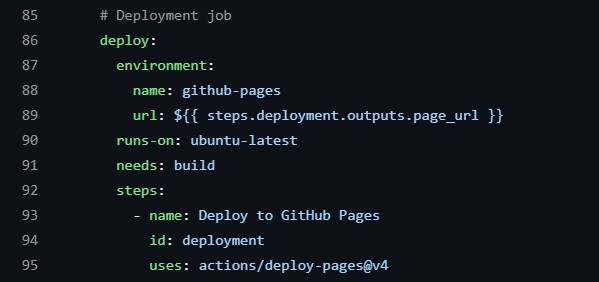 85 # Deployment job
86 deploy:
87 environment:
88 name: github-pages
89 url: ${{ steps.deployment.outputs.page_url }}
90 runs-on: ubuntu-latest
91 needs: build
92 steps:
93 - name: Deploy to GitHub Pages
94 id: deployment
95 uses: actions/deploy-pages@v4